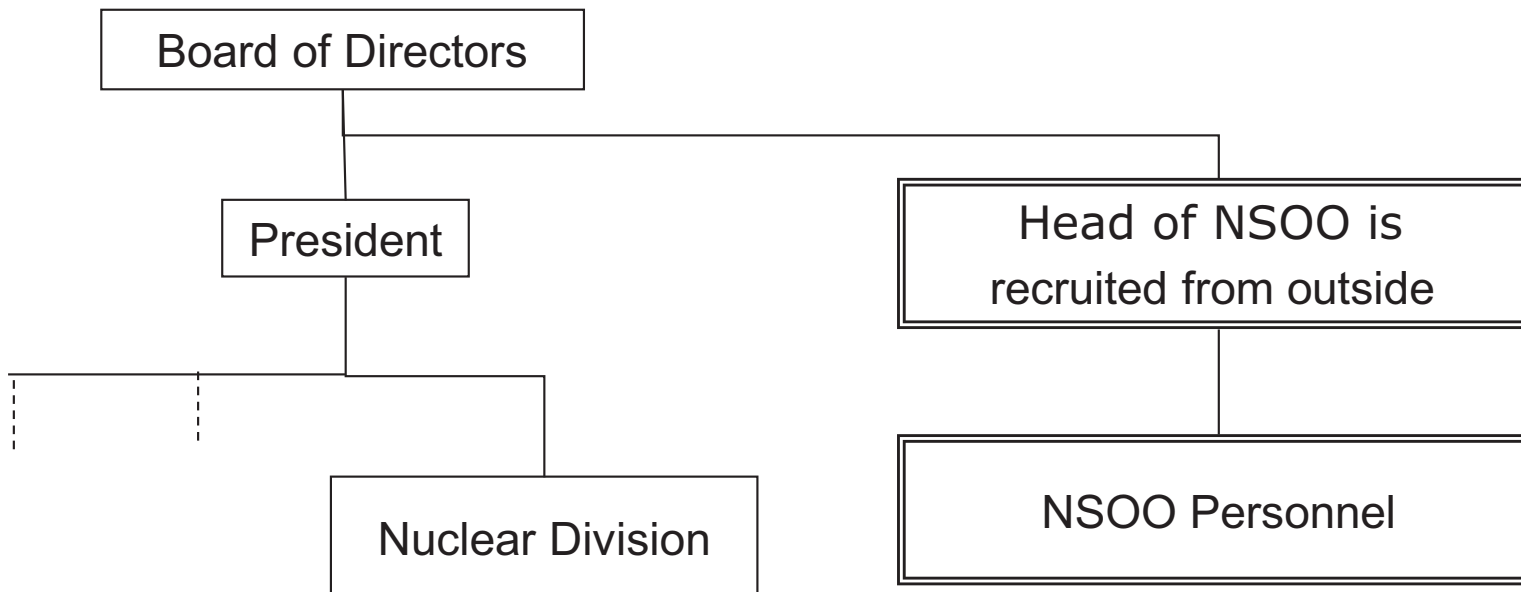 Board of Directors
President
Head of NSOO is
recruited from outside
Nuclear Division
NSOO Personnel